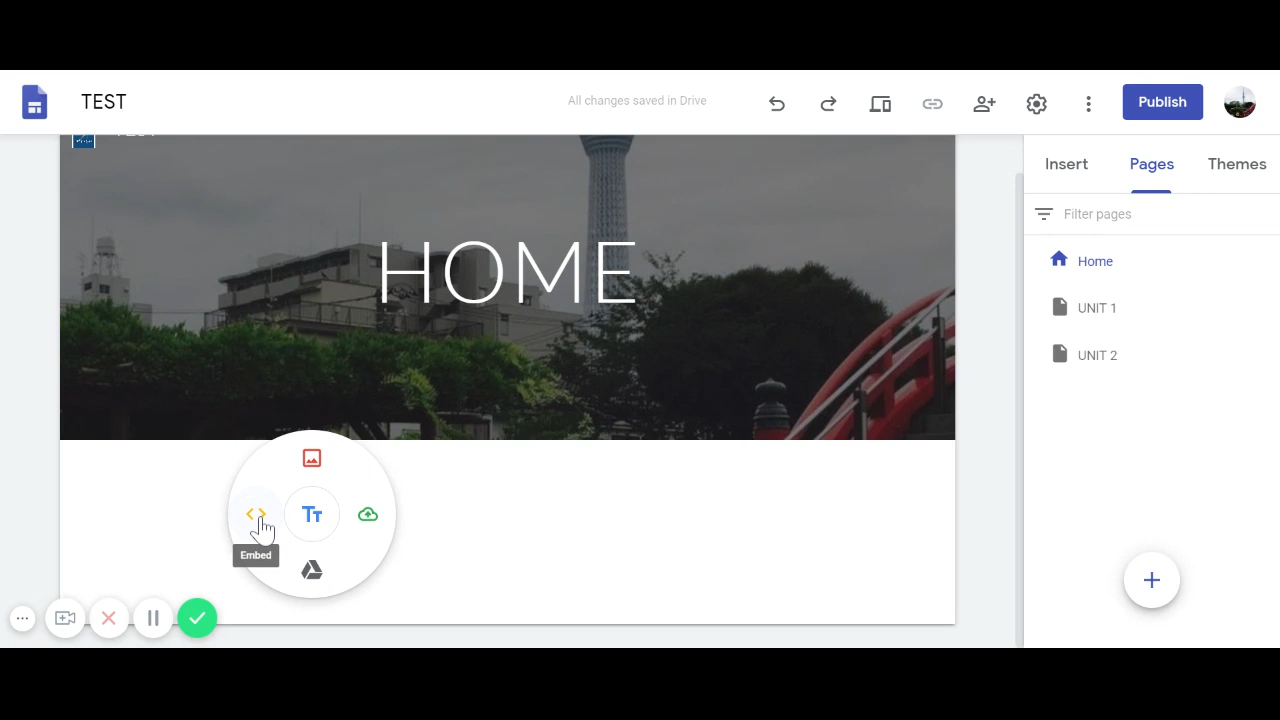 TEST
All changes saved in Drive
Publish
Insert
Pages
Themes
Filter pages
Home
UNIT 1
UNIT 2
HOME
Tт
Embed